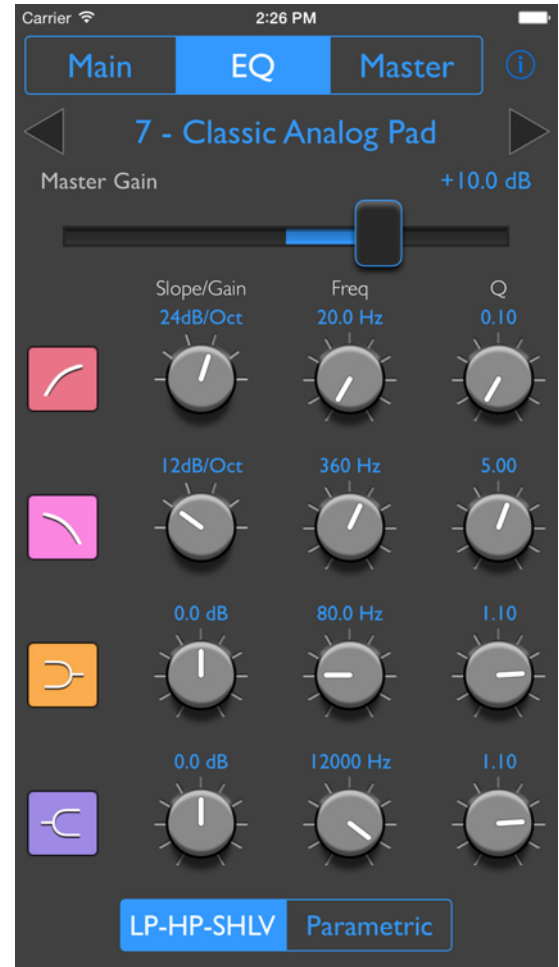 Carrier 2:26 PM
Main EQ Master i
7 - Classic Analog Pad
Master Gain +10.0 dB
Slope/Gain Freq Q
24dB/Oct 20.0 Hz 0.10
12dB/Oct 360 Hz 5.00
0.0 dB 80.0 Hz 1.10
0.0 dB 12000 Hz 1.10
LP-HP-SHLV Parametric